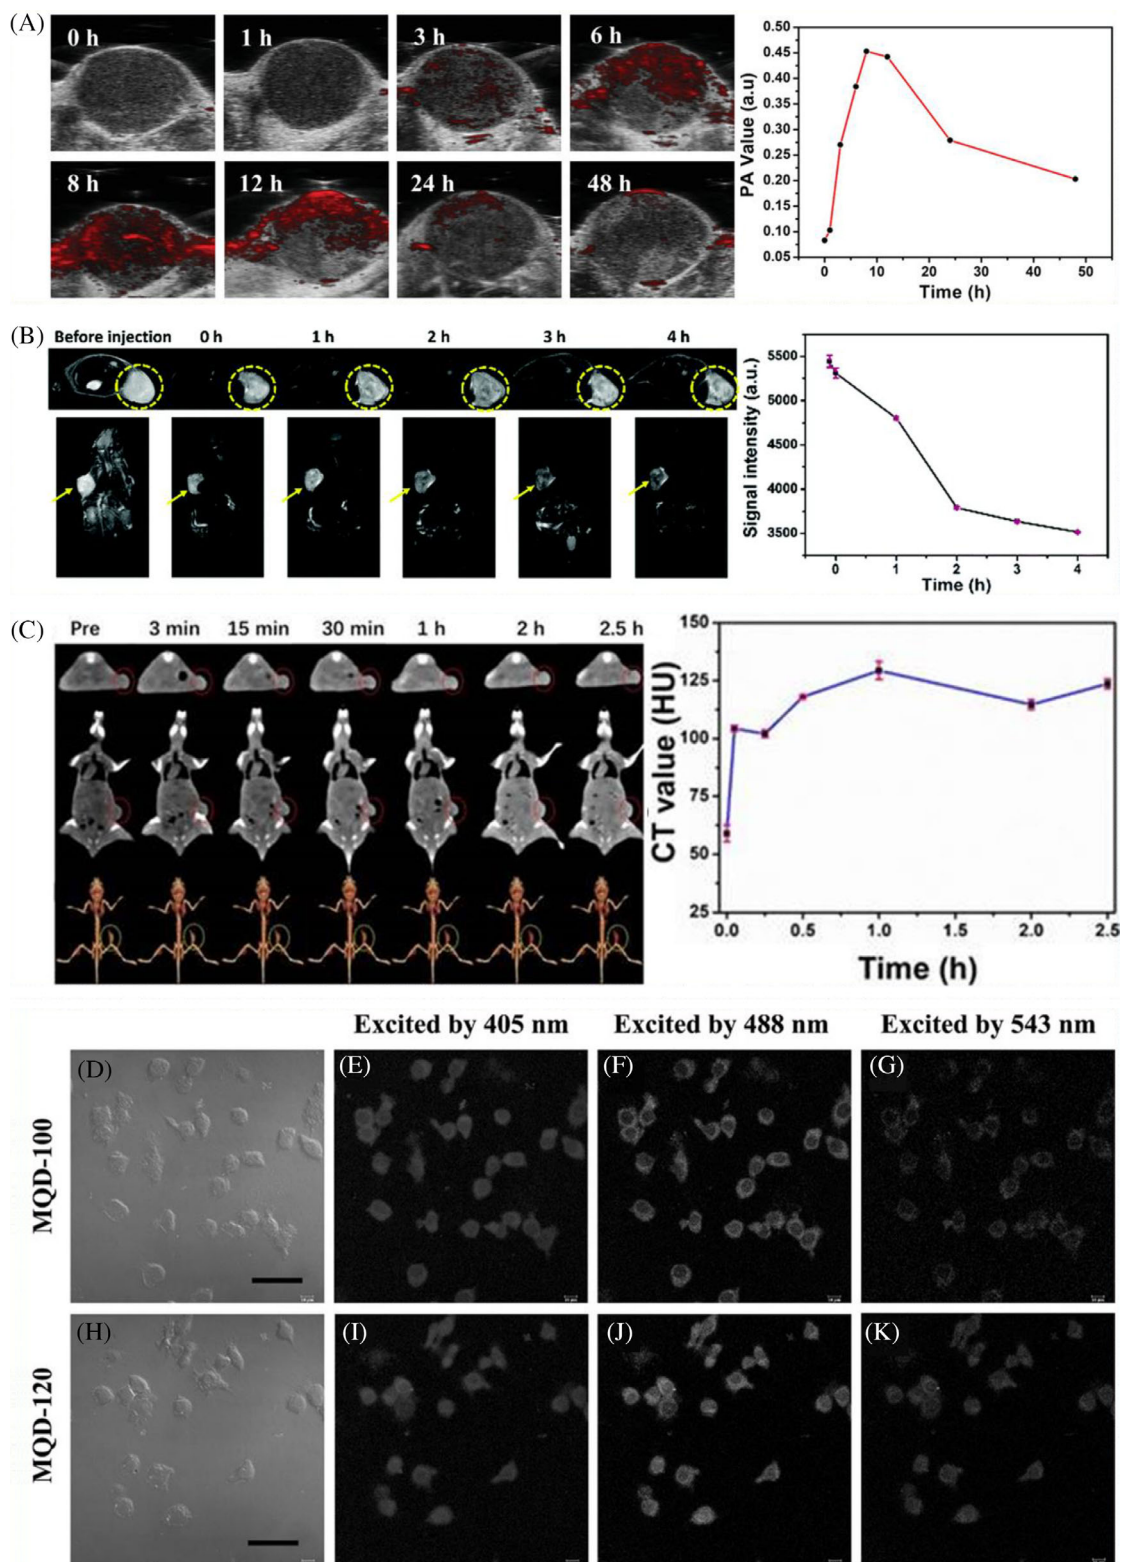 (A)
0 h
1 h
3 h
6 h
8 h
12 h
24 h
48 h
PA Value (a.u)
0.50
0.45
0.40
0.35
0.30
0.25
0.20
0.15
0.10
0.05
0 10 20 30 40 50
Time (h)
(B)
Before injection 0 h 1 h 2 h 3 h 4 h
Signal intensity (a.u.)
5500
5000
4500
4000
3500
0 1 2 3 4
Time (h)
(C)
Pre 3 min 15 min 30 min 1 h 2 h 2.5 h
CT value (HU)
150
125
100
75
50
25
0.0 0.5 1.0 1.5 2.0 2.5
Time (h)
Excited by 405 nm Excited by 488 nm Excited by 543 nm
MQD-100
(D) (E) (F) (G)
MQD-120
(H) (I) (J) (K)